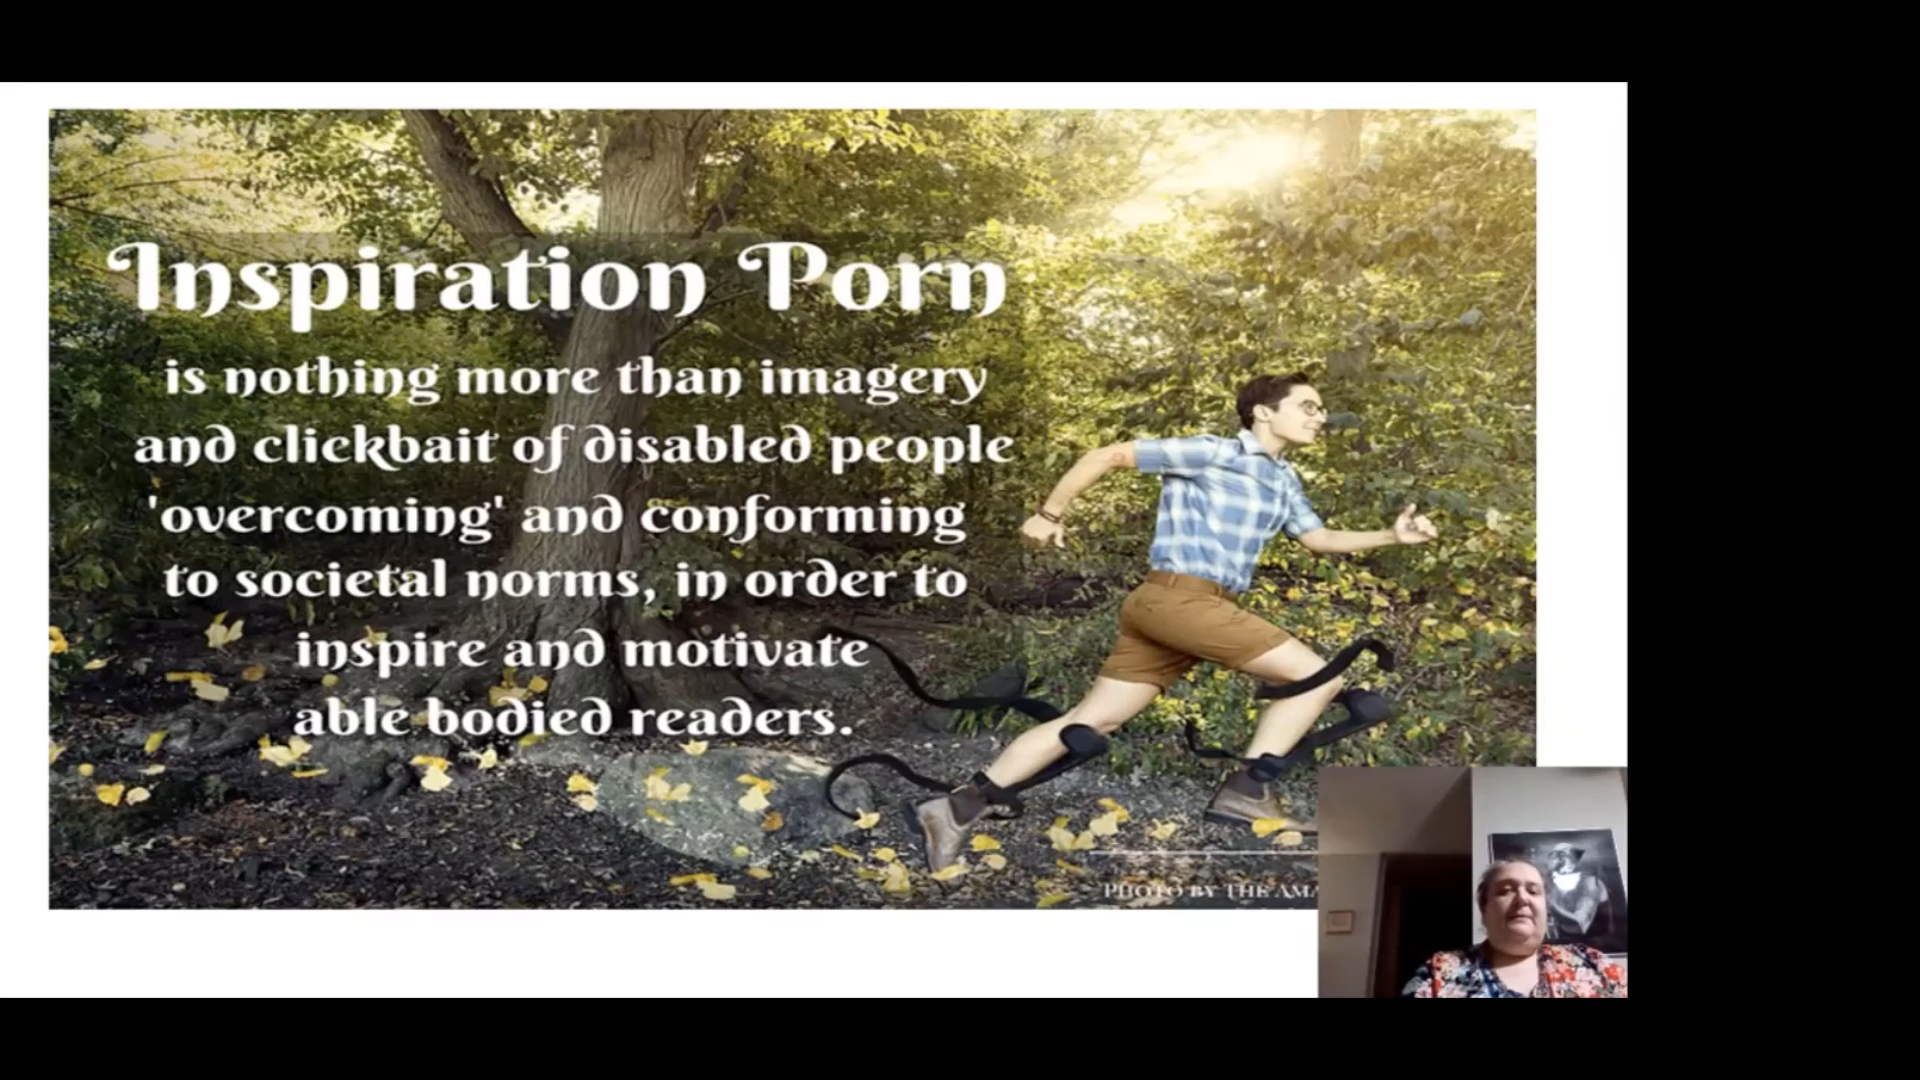 Inspiration Porn
is nothing more than imagery
and clickbait of disabled people
'overcoming' and conforming
to societal norms, in order to
inspire and motivate
able bodied readers.
Photo by The